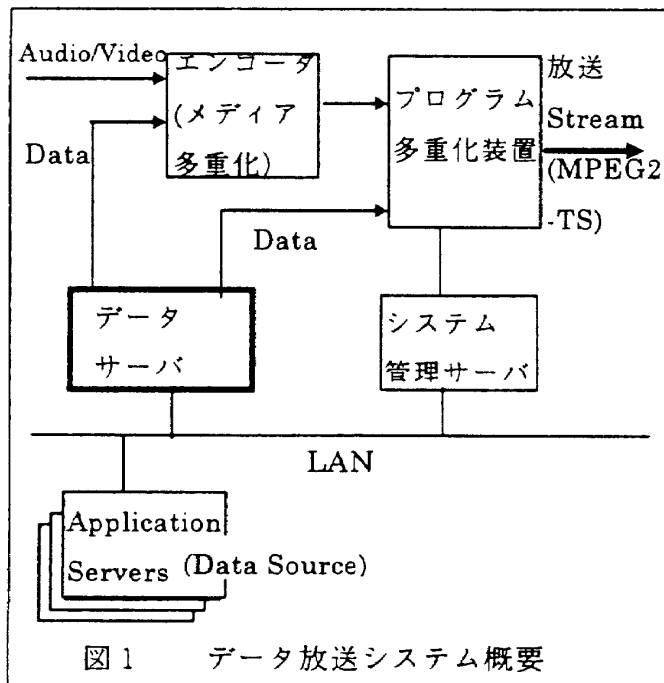 Audio/Video
エンコータ
(メディア
多重化)
プログラム
多重化装置
放送
Stream
(MPEG2
-TS)
Data
Data
データ
サーバ
システム
管理サーバ
LAN
Application
Servers (Data Source)
図1 データ放送システム概要